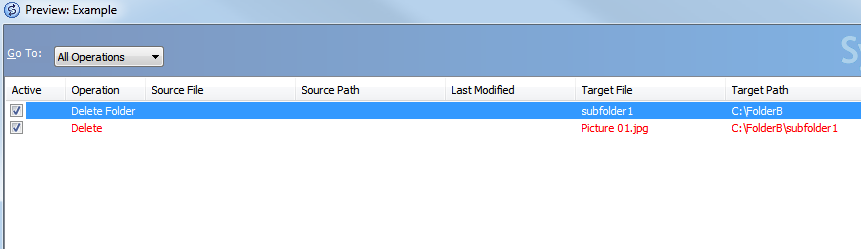 Preview: Example
Go To: All Operations
Active Operation Source File Source Path Last Modified Target File Target Path
Delete Folder subfolder1 C:\FolderB
Delete Picture 01.jpg C:\FolderB\subfolder1